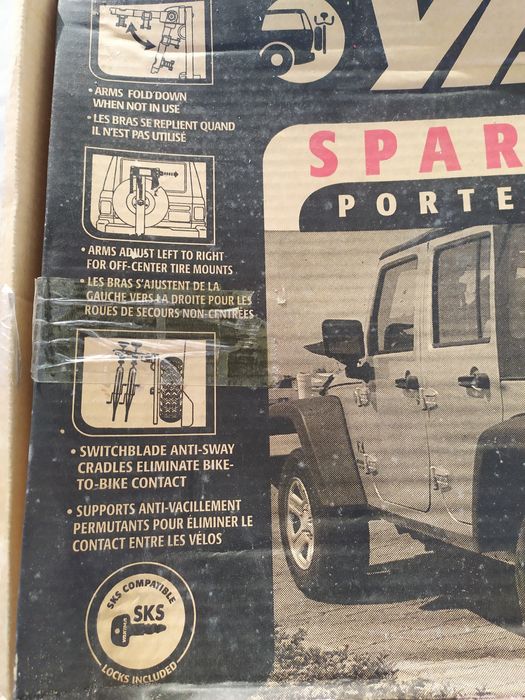 • ARMS FOLD DOWN
WHEN NOT IN USE
• LES BRAS SE REPLIENT QUAND
IL N'EST PAS UTILISÉ
SPAR
PORTE
• ARMS ADJUST LEFT TO RIGHT
FOR OFF-CENTER TIRE MOUNTS
• LES BRAS S'AJUSTENT DE LA
GAUCHE VERS LA DROITE POUR LES
ROUES DE SECOURS NON-CENTRÉES
• SWITCHBLADE ANTI-SWAY
CRADLES ELIMINATE BIKE-
TO-BIKE CONTACT
• SUPPORTS ANTI-VACILLEMENT
PERMUTANTS POUR ÉLIMINER LE
CONTACT ENTRE LES VÉLOS
SKS COMPATIBLE
SKS
LOCKS INCLUDED